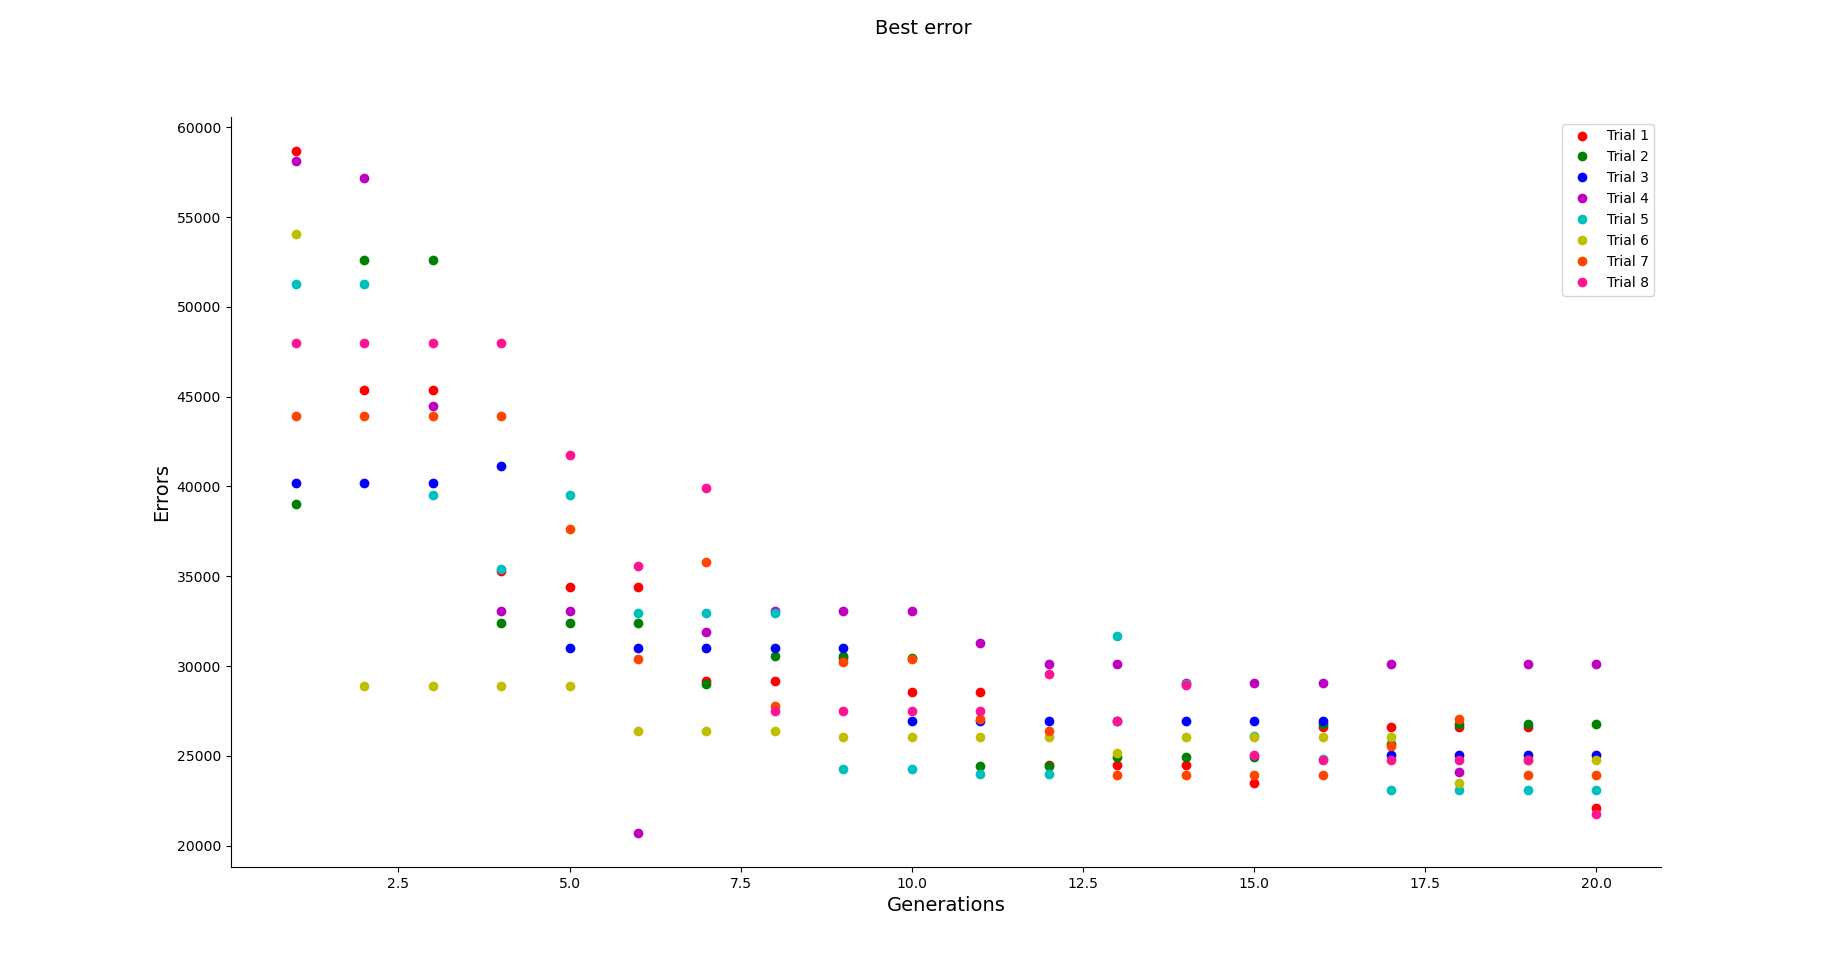 Best error
60000
55000
50000
45000
40000
35000
30000
25000
20000
Errors
2.5
5.0
7.5
10.0
12.5
15.0
17.5
20.0
Generations
Trial 1
Trial 2
Trial 3
Trial 4
Trial 5
Trial 6
Trial 7
Trial 8